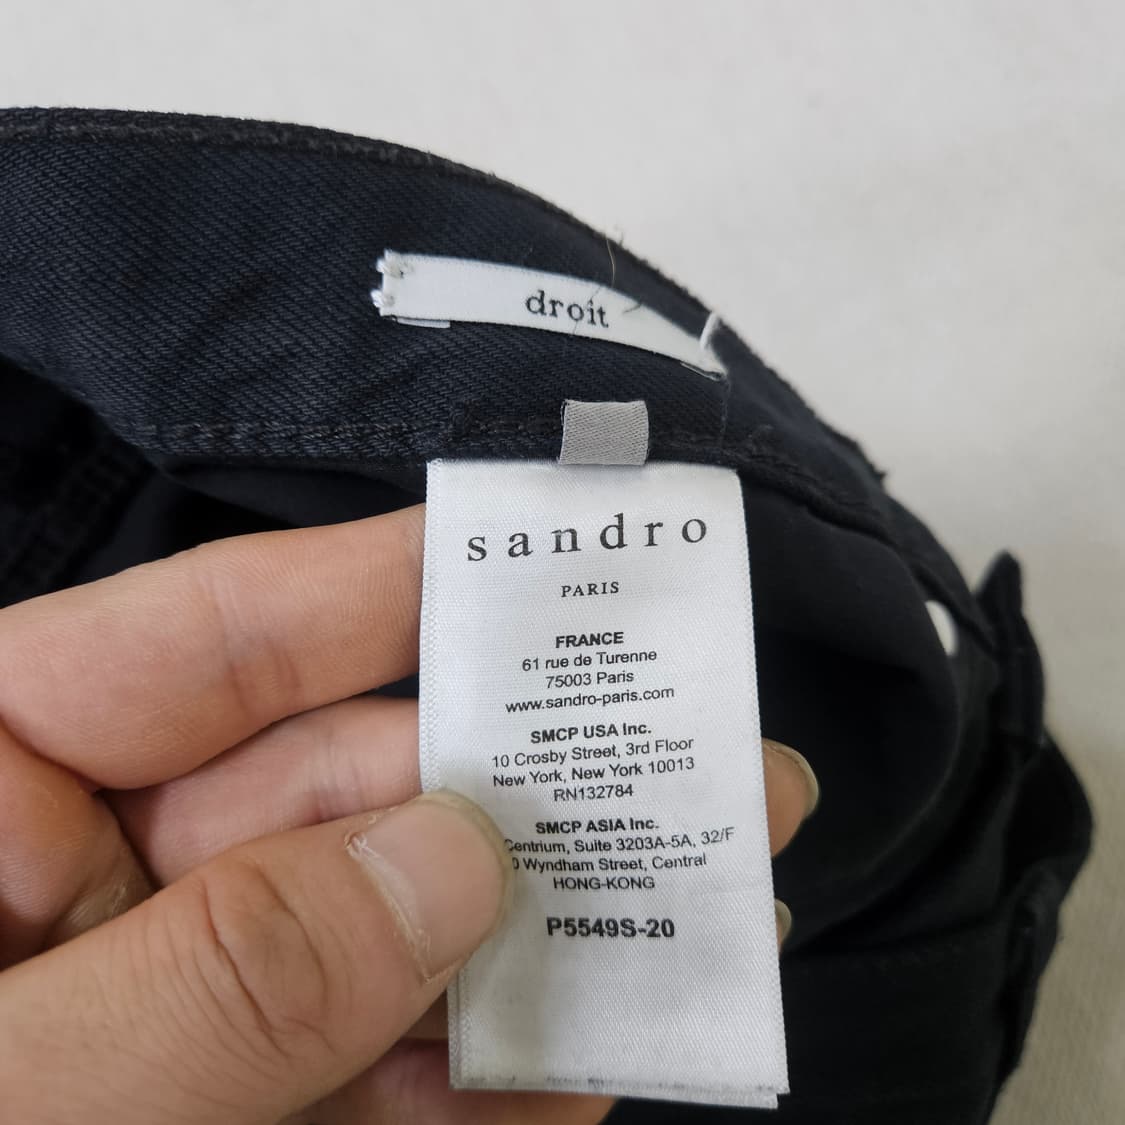 droit
sandro
PARIS
FRANCE
61 rue de Turenne
75003 Paris
www.sandro-paris.com
SMCP USA Inc.
10 Crosby Street, 3rd Floor
New York, New York 10013
RN132784
SMCP ASIA Inc.
Centrium, Suite 3203A-5A, 32/F
Wyndham Street, Central
HONG-KONG
P5549S-20